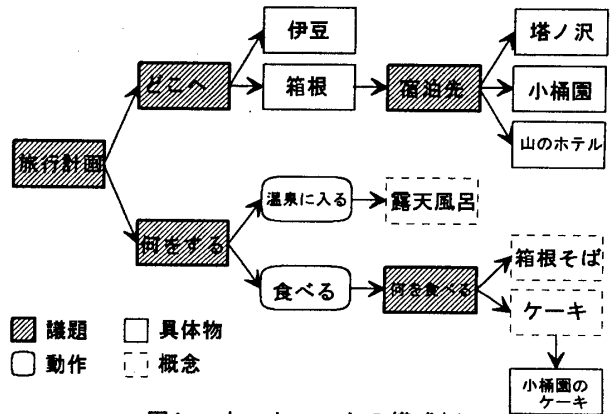 伊豆
塔ノ沢
どこへ
箱根
宿泊先
小桶園
山のホテル
旅行計画
温泉に入る
露天風呂
何をする
箱根そば
食べる
何を食べる
ケーキ
議題
具体物
動作
概念
小桶園の
ケーキ